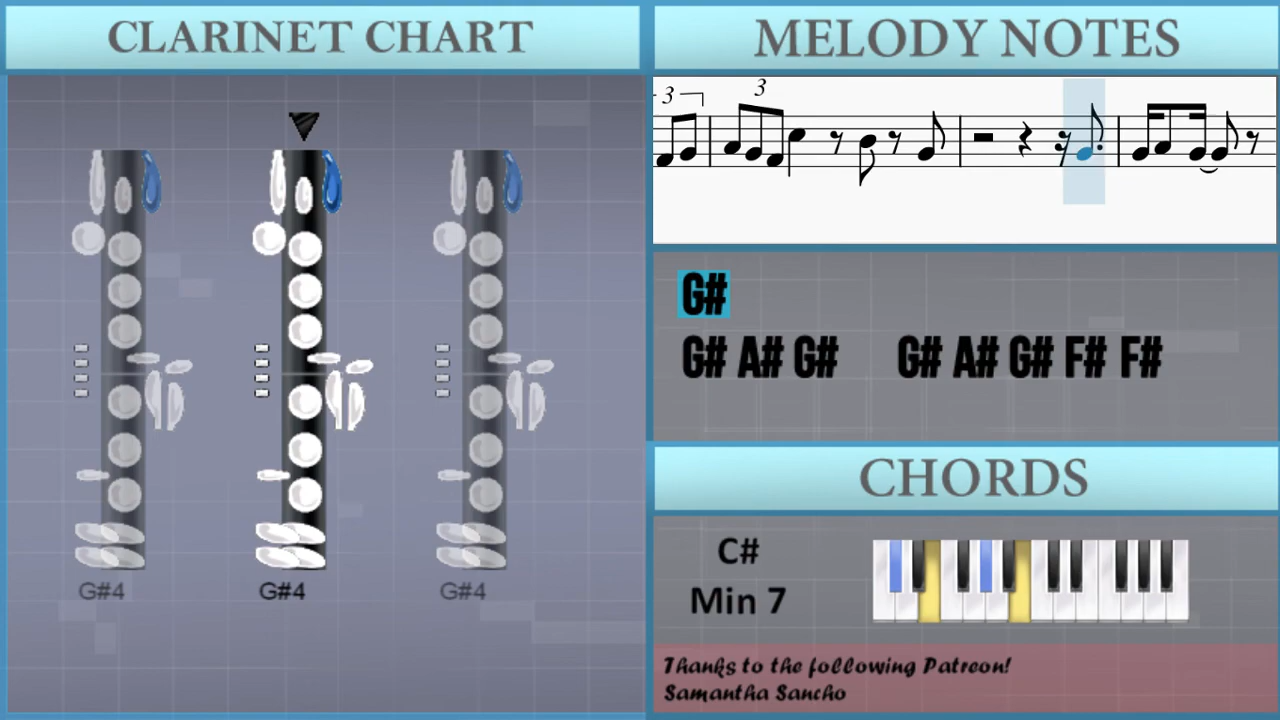 CLARINET CHART
G#4 G#4 G#4
MELODY NOTES
3 3
G#
G# A# G# G# A# G# F# F#
CHORDS
C#
Min 7
Thanks to the following Patreon!
Samantha Sancho